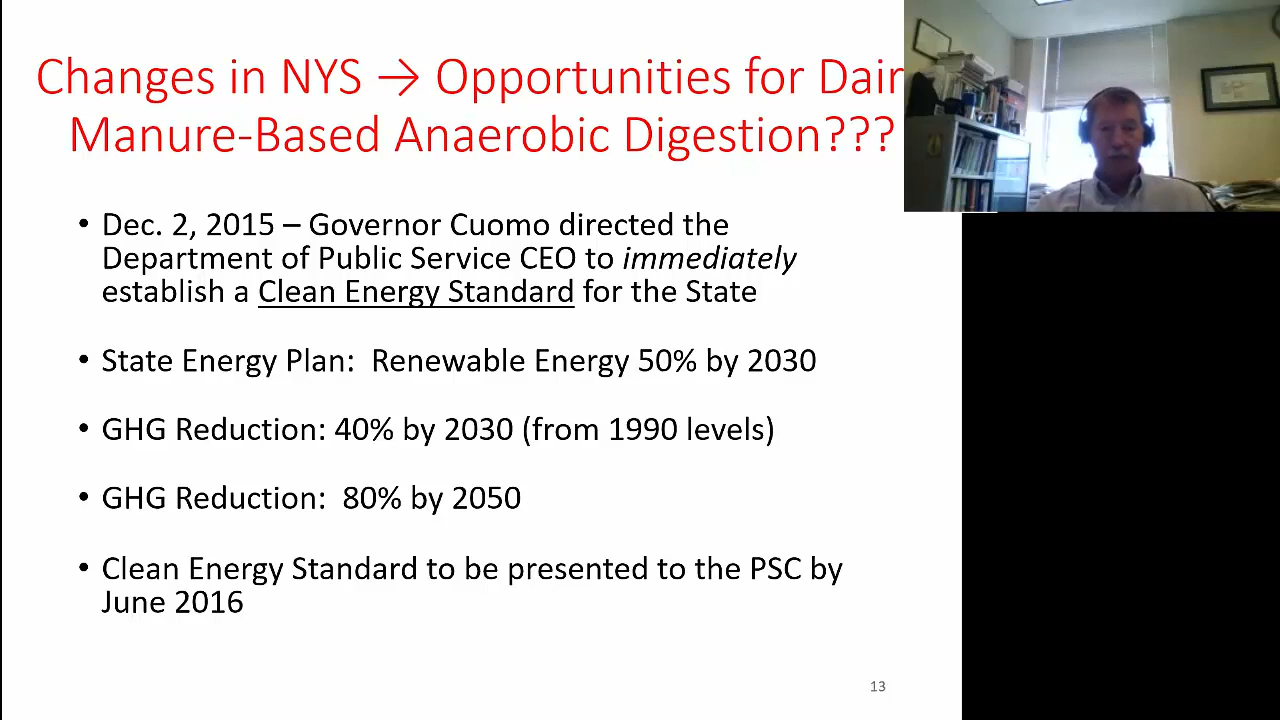 Changes in NYS → Opportunities for Dair
Manure-Based Anaerobic Digestion???
• Dec. 2, 2015 – Governor Cuomo directed the
Department of Public Service CEO to immediately
establish a Clean Energy Standard for the State
• State Energy Plan: Renewable Energy 50% by 2030
• GHG Reduction: 40% by 2030 (from 1990 levels)
• GHG Reduction: 80% by 2050
• Clean Energy Standard to be presented to the PSC by
June 2016
13